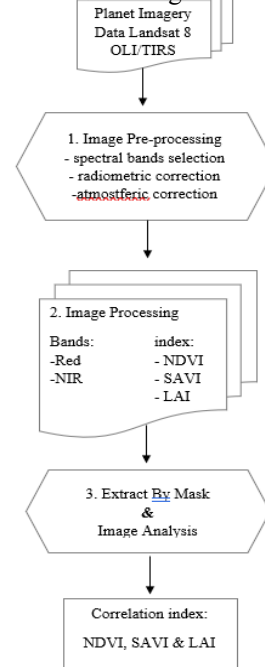 Planet Imagery
Data Landsat 8
OLI/TIRS
1. Image Pre-processing
- spectral bands selection
- radiometric correction
-atmostferic correction
2. Image Processing
Bands: index:
-Red - NDVI
-NIR - SAVI
- LAI
3. Extract By Mask
&
Image Analysis
Correlation index:
NDVI, SAVI & LAI